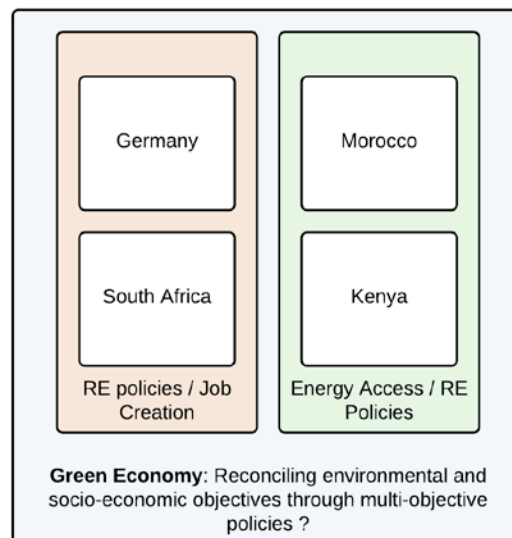 Germany
South Africa
RE policies / Job
Creation
Morocco
Kenya
Energy Access / RE
Policies
Green Economy: Reconciling environmental and
socio-economic objectives through multi-objective
policies ?